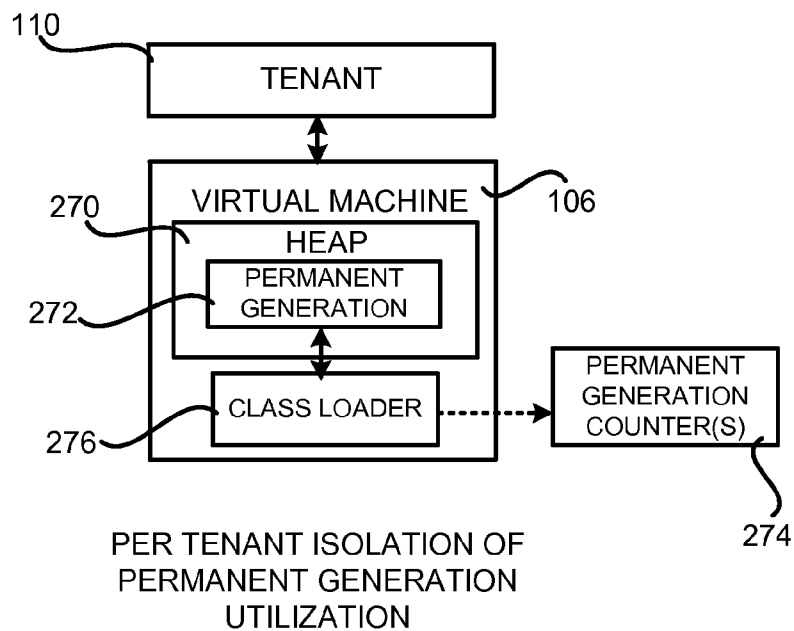 110
TENANT
VIRTUAL MACHINE
106
270
HEAP
PERMANENT
GENERATION
272
CLASS LOADER
276
PERMANENT
GENERATION
COUNTER(S)
274
PER TENANT ISOLATION OF
PERMANENT GENERATION
UTILIZATION